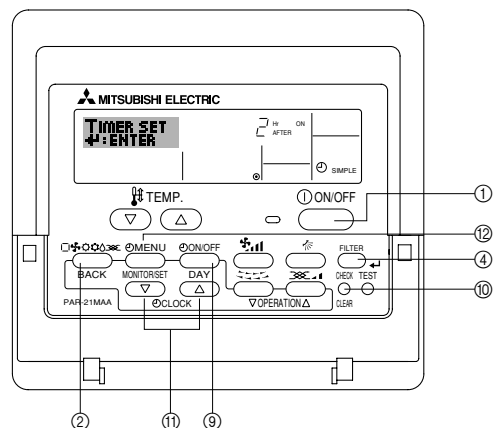 MITSUBISHI ELECTRIC
TIMER SET
↵:ENTER
2 Hr ON
AFTER
SIMPLE
TEMP.
ON/OFF
①
MENU
ON/OFF
⑫
FILTER
④
BACK
MONITOR/SET
DAY
CHECK TEST
PAR-21MAA
CLOCK
▽OPERATION△
CLEAR
⑩
②
⑪
⑨